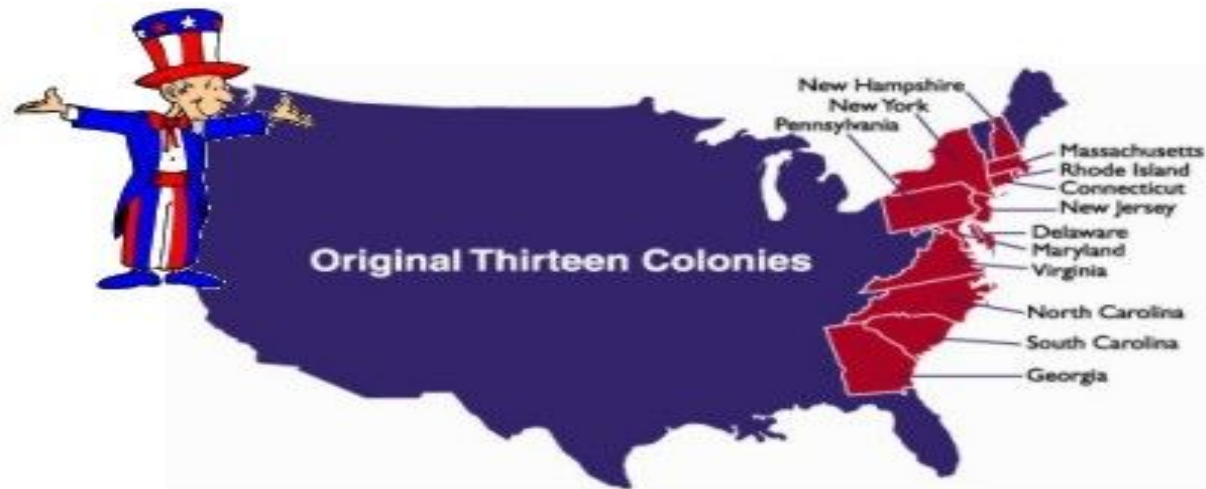 New Hampshire
New York
Pennsylvania
Massachusetts
Rhode Island
Connecticut
New Jersey
Delaware
Maryland
Original Thirteen Colonies
Virginia
North Carolina
South Carolina
Georgia